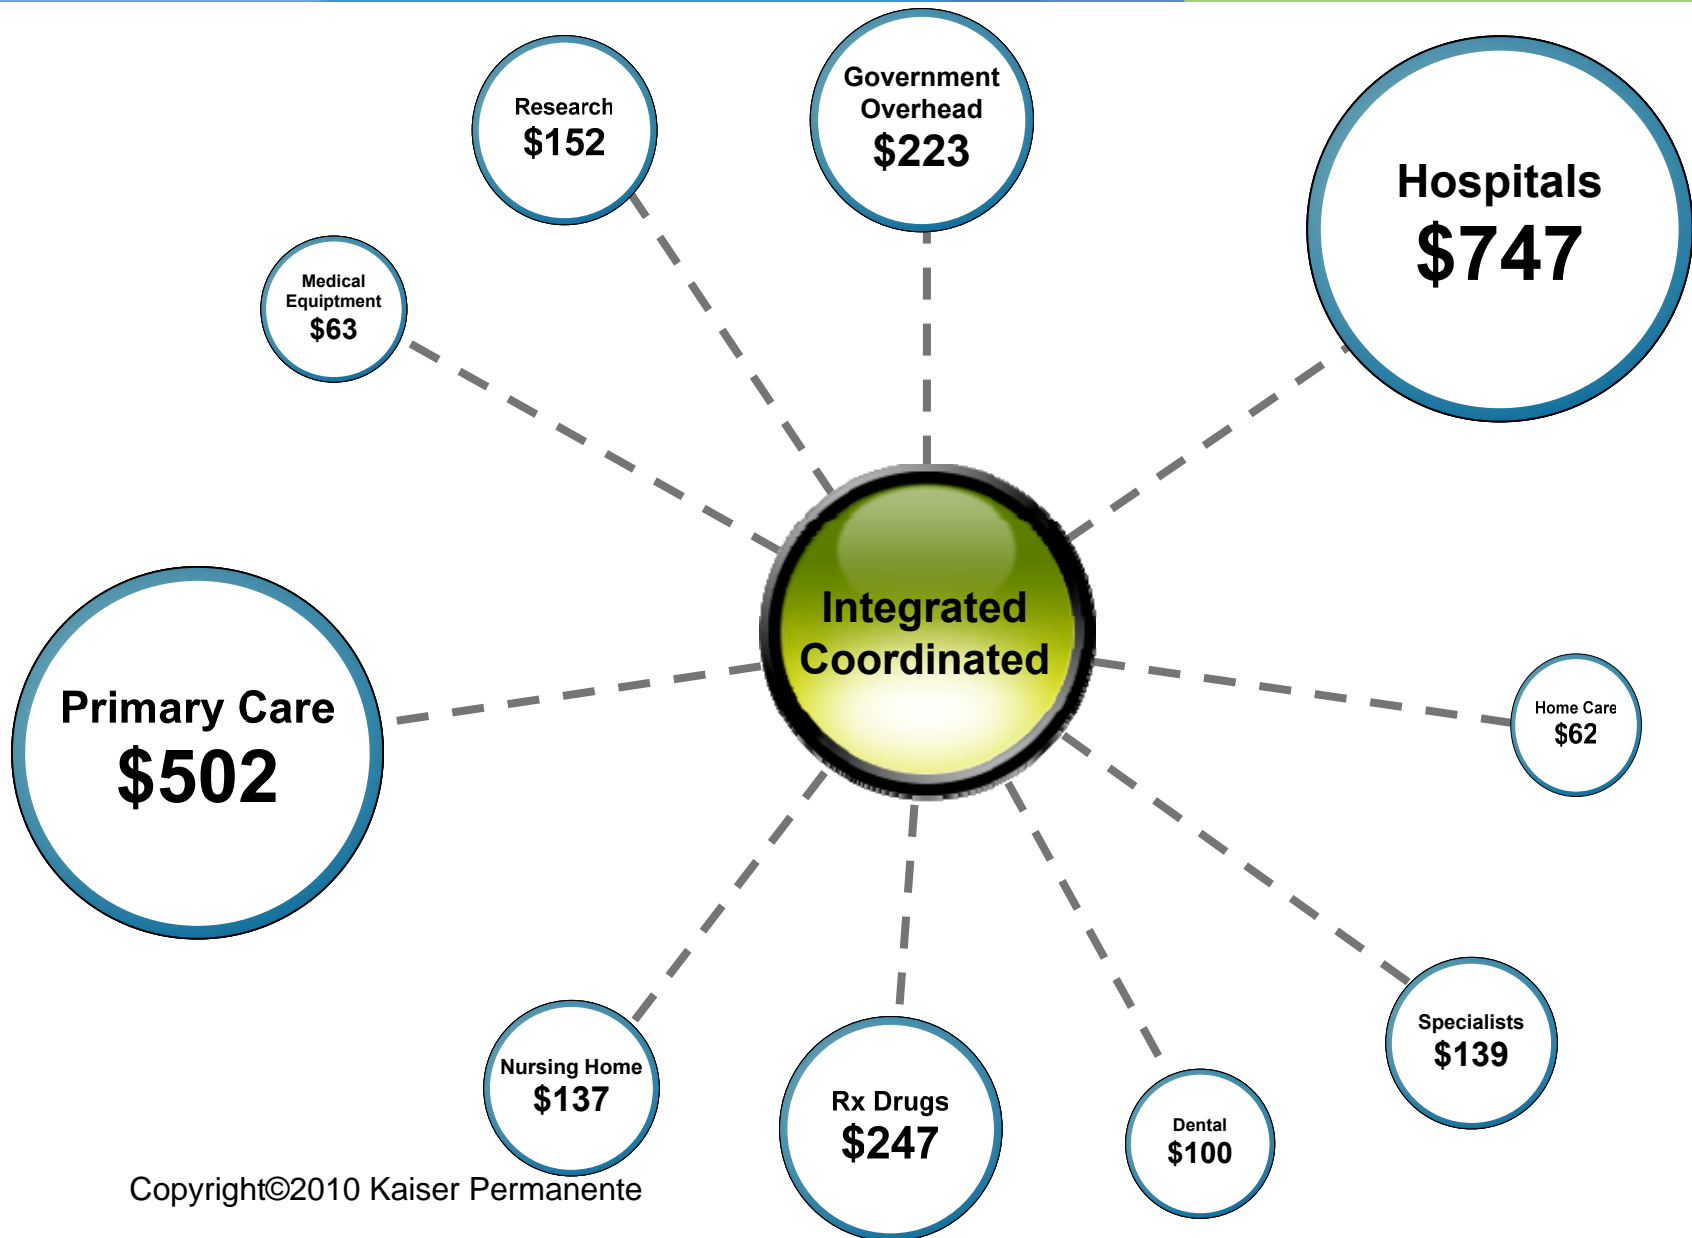 Research
$152
Government
Overhead
$223
Hospitals
$747
Medical
Equiptment
$63
Integrated
Coordinated
Primary Care
$502
Home Care
$62
Specialists
$139
Nursing Home
$137
Rx Drugs
$247
Dental
$100
Copyright©2010 Kaiser Permanente